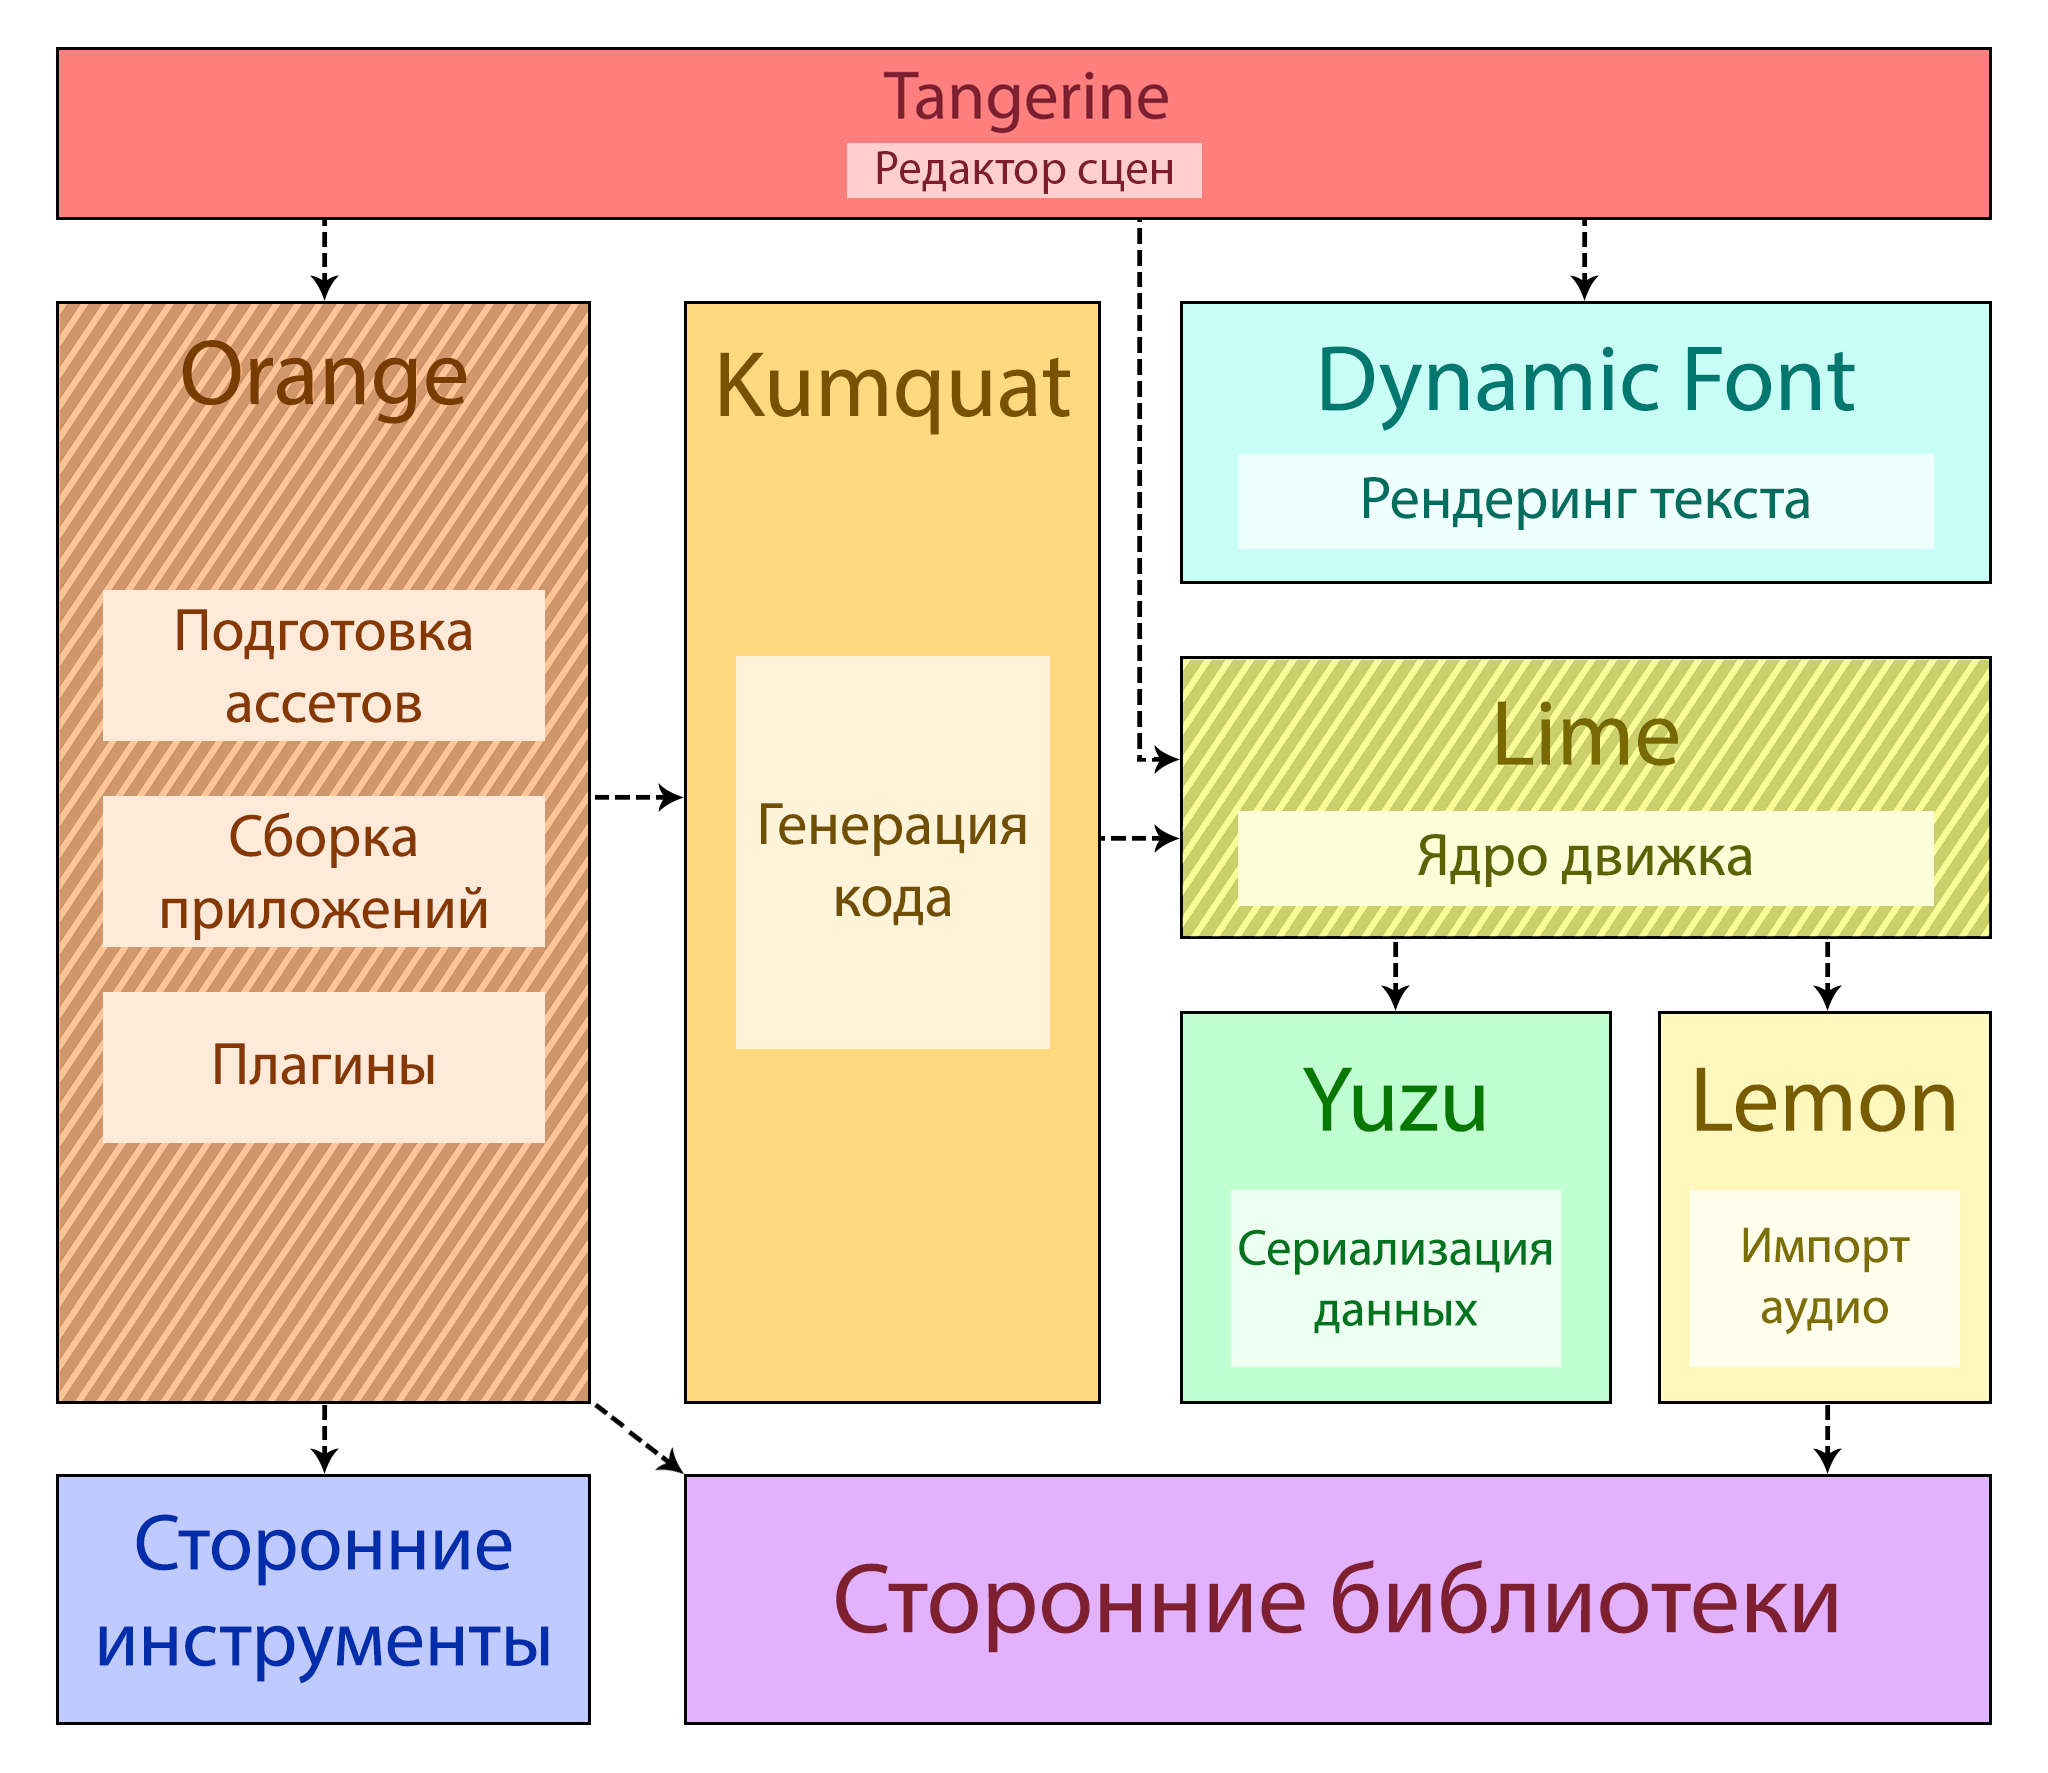 Tangerine
Редактор сцен
Orange
Подготовка
ассетов
Сборка
приложений
Плагины
Kumquat
Генерация
кода
Dynamic Font
Рендеринг текста
Lime
Ядро движка
Yuzu
Сериализация
данных
Lemon
Импорт
аудио
Сторонние
инструменты
Сторонние библиотеки